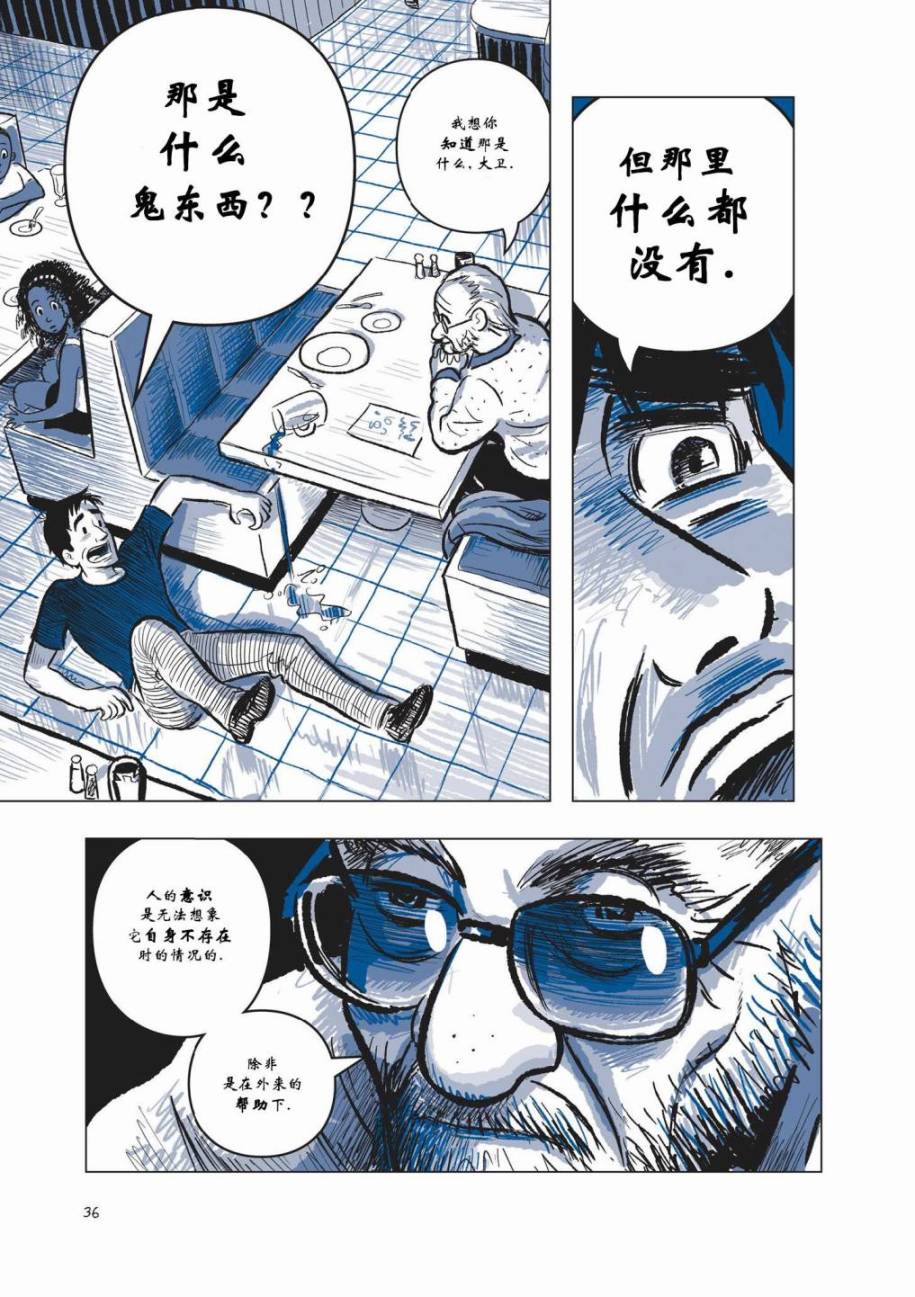 那是
什么
鬼东西？？
我想你
知道那是
什么，大卫.
但那里
什么都
没有.
人的意识
是无法想象
它自身不存在
时的情况的.
除非
是在外来的
帮助下.
36